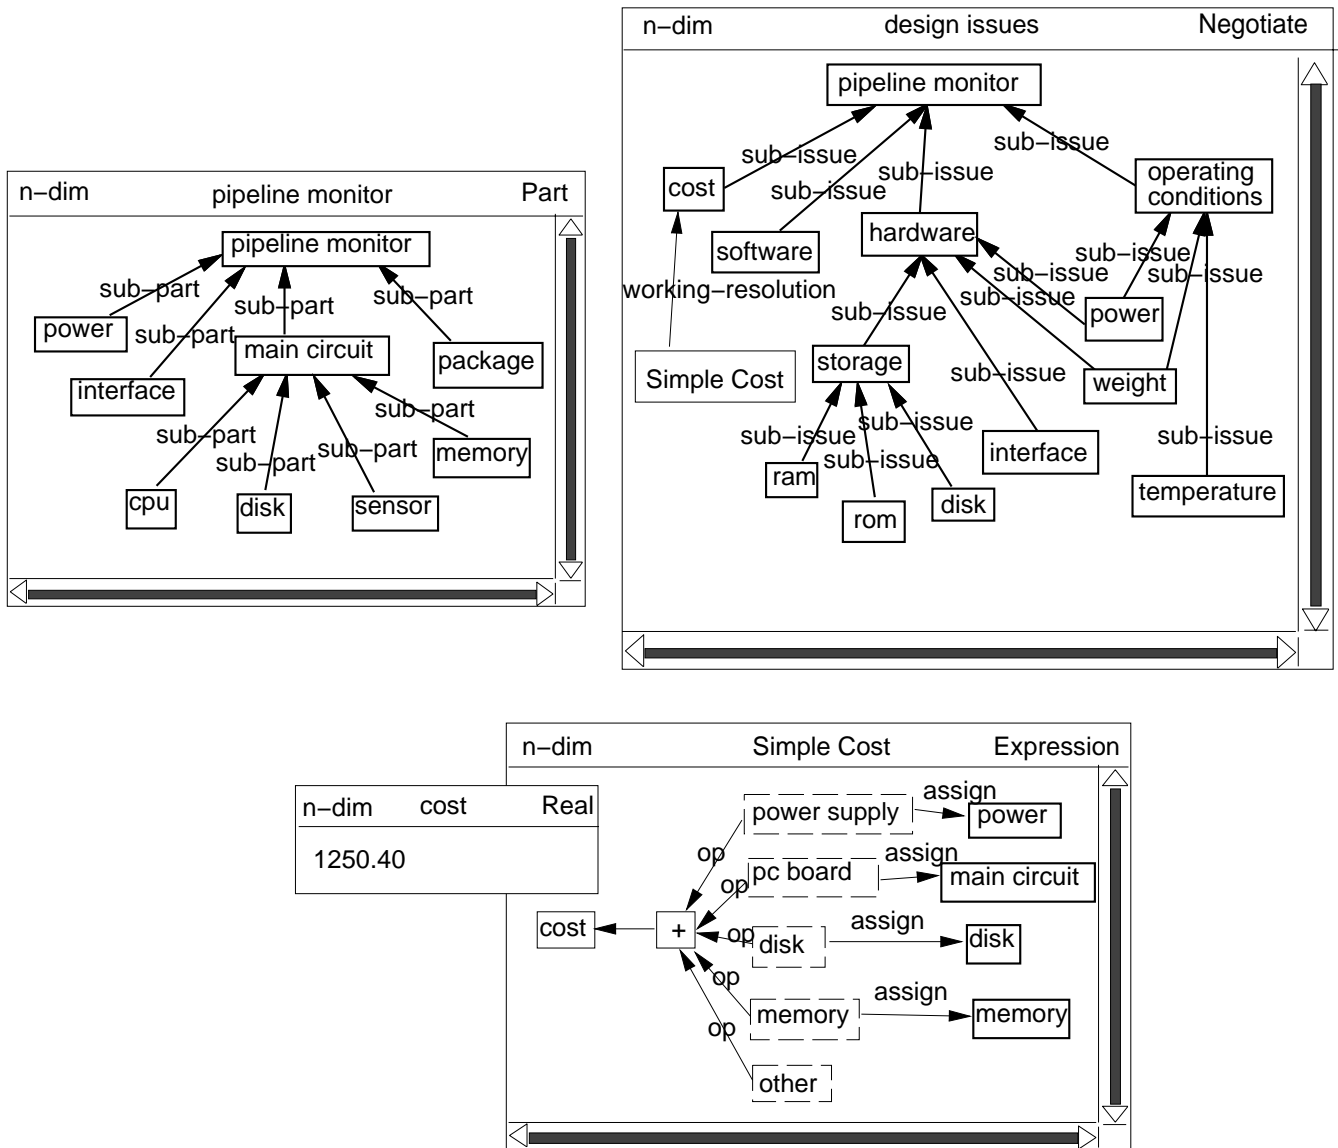 n–dim pipeline monitor Part
pipeline monitor
sub–part
sub–part
sub–part
sub–part
power
main circuit
package
interface
sub–part
sub–part
sub–part
sub–part
memory
cpu
disk
sensor
n–dim design issues Negotiate
pipeline monitor
sub–issue
sub–issue
sub–issue
sub–issue
cost
operating
conditions
software
hardware
sub–issue
sub–issue
sub–issue
sub–issue
working–resolution
sub–issue
power
Simple Cost
storage
sub–issue
weight
sub–issue
sub–issue
sub–issue
sub–issue
interface
ram
rom
disk
temperature
n–dim Simple Cost Expression
n–dim cost Real
1250.40
power supply
assign
power
op
pc board
assign
main circuit
op
cost
+
op
disk
assign
disk
op
memory
assign
memory
op
other